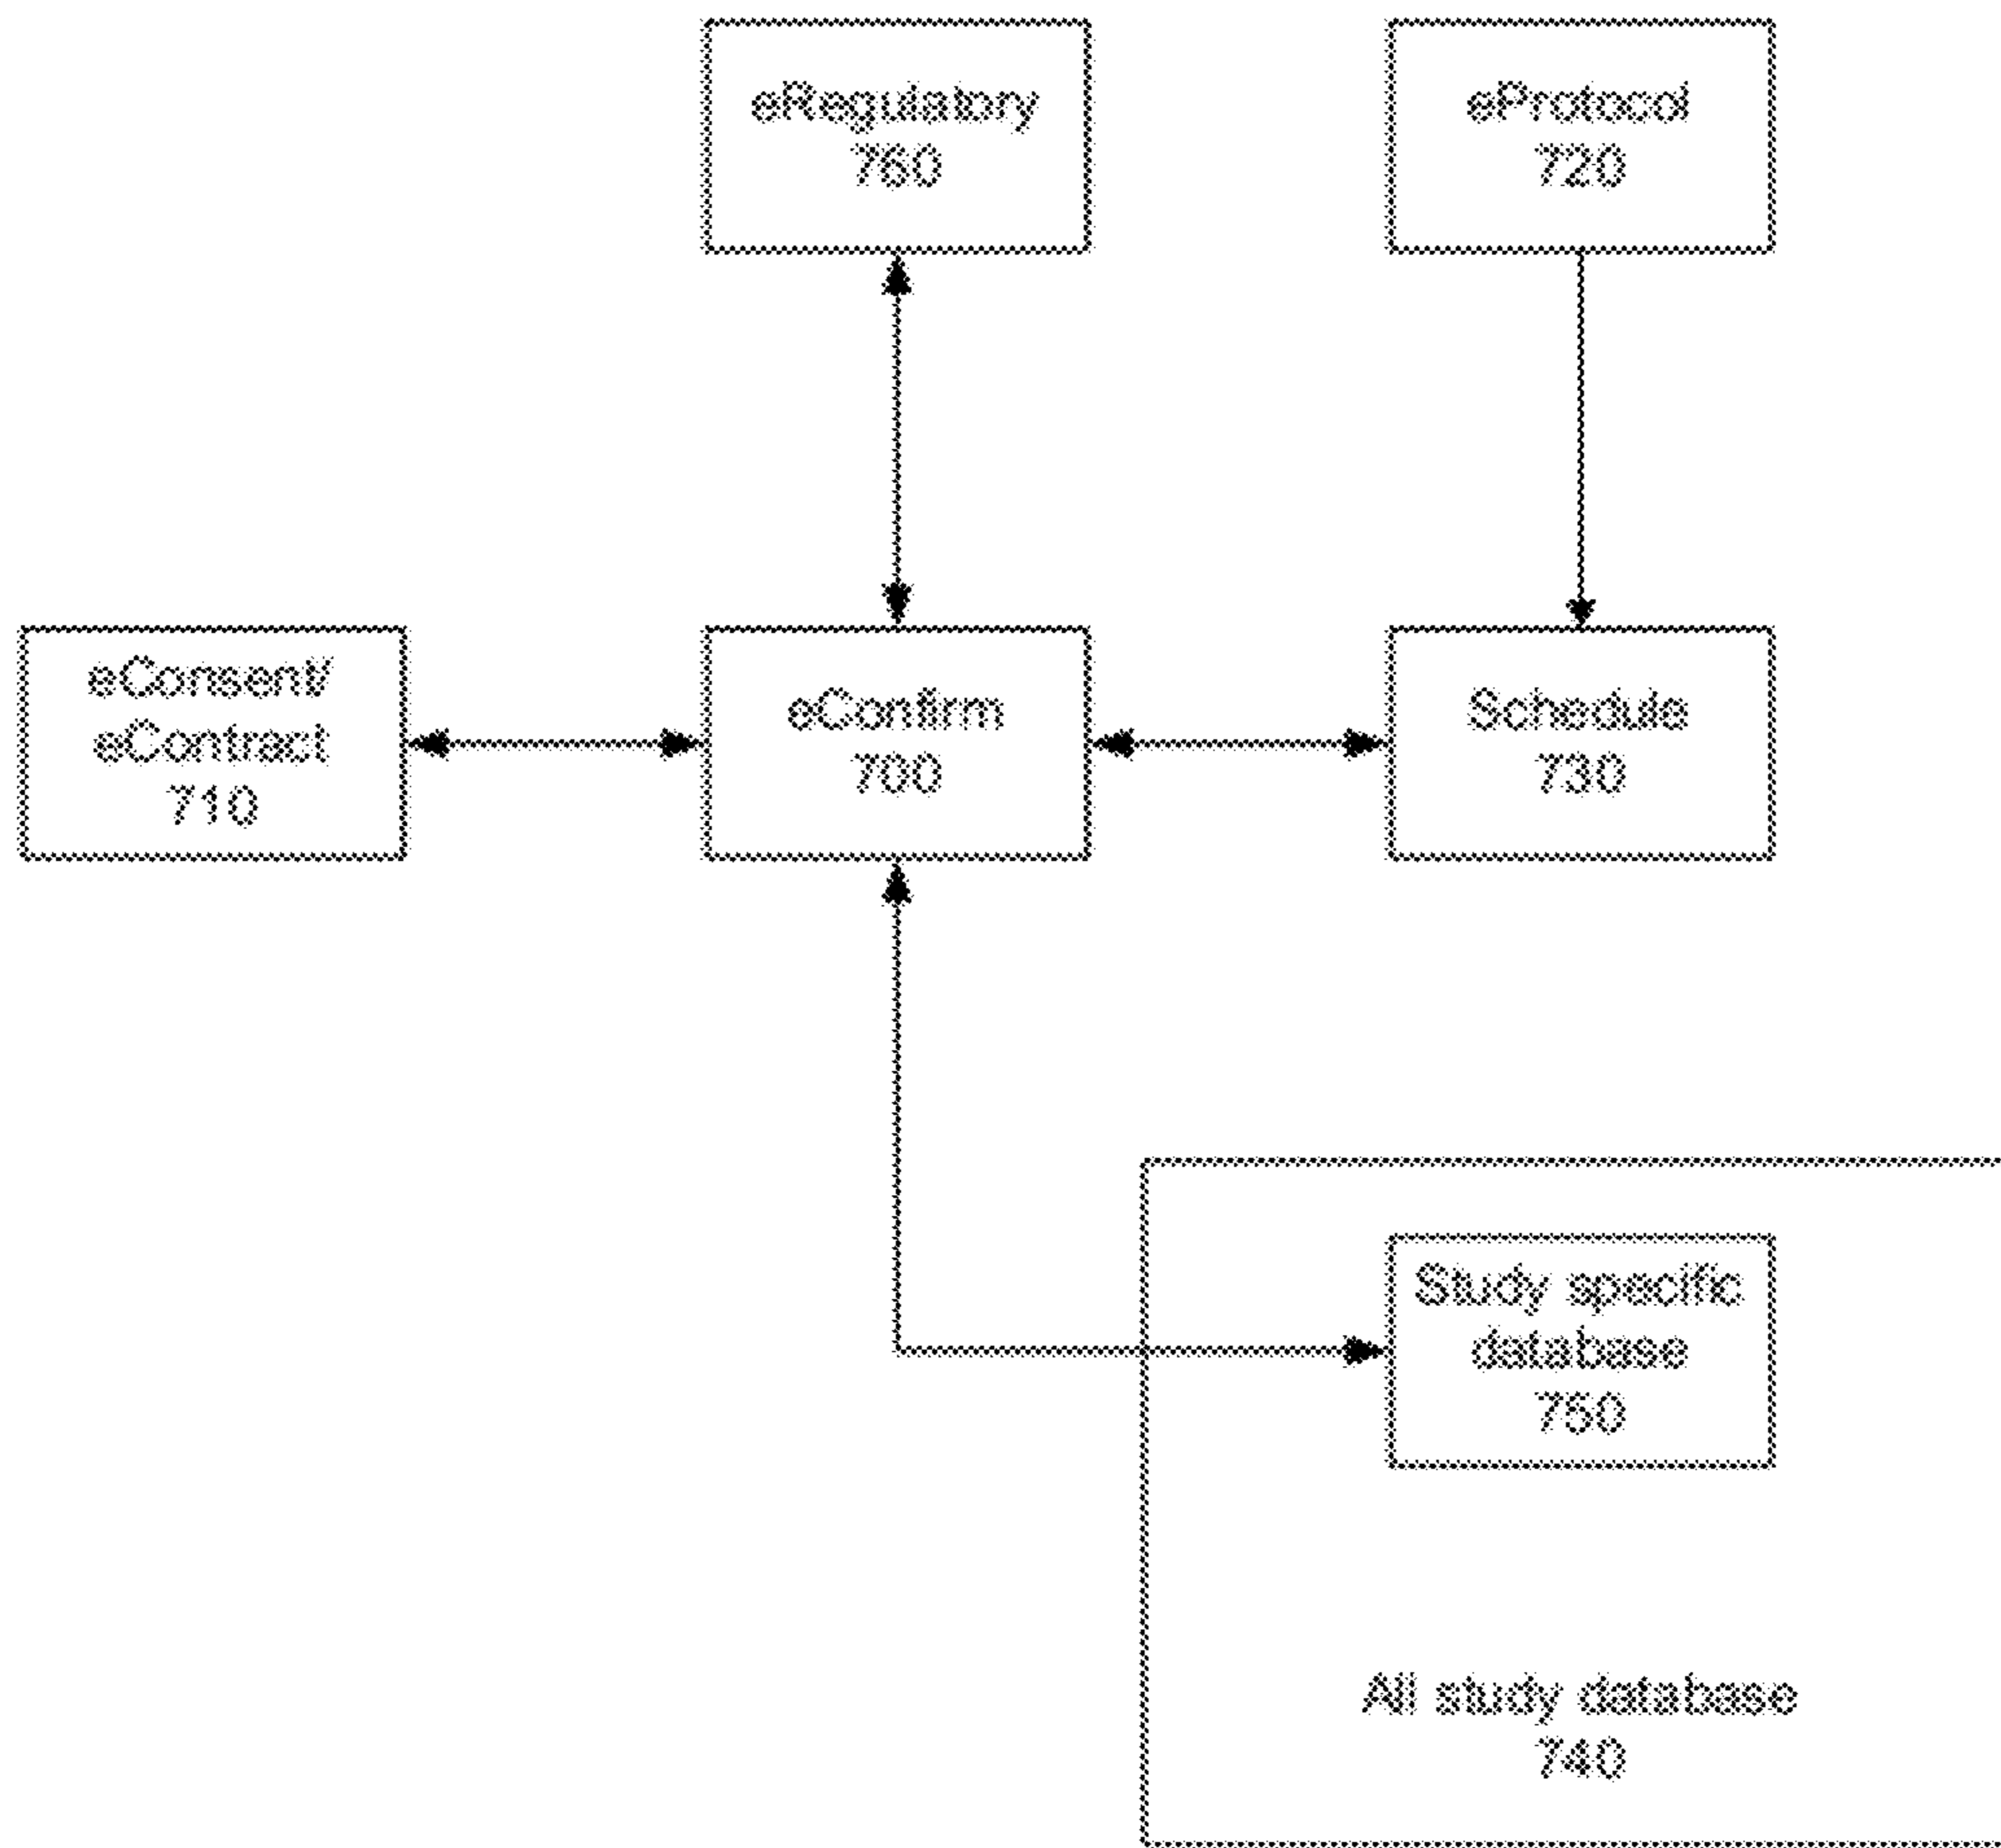 eRegulatory
760
eProtocol
720
eConsent/
eContract
710
eConfirm
700
Schedule
730
Study specific
database
750
All study database
740